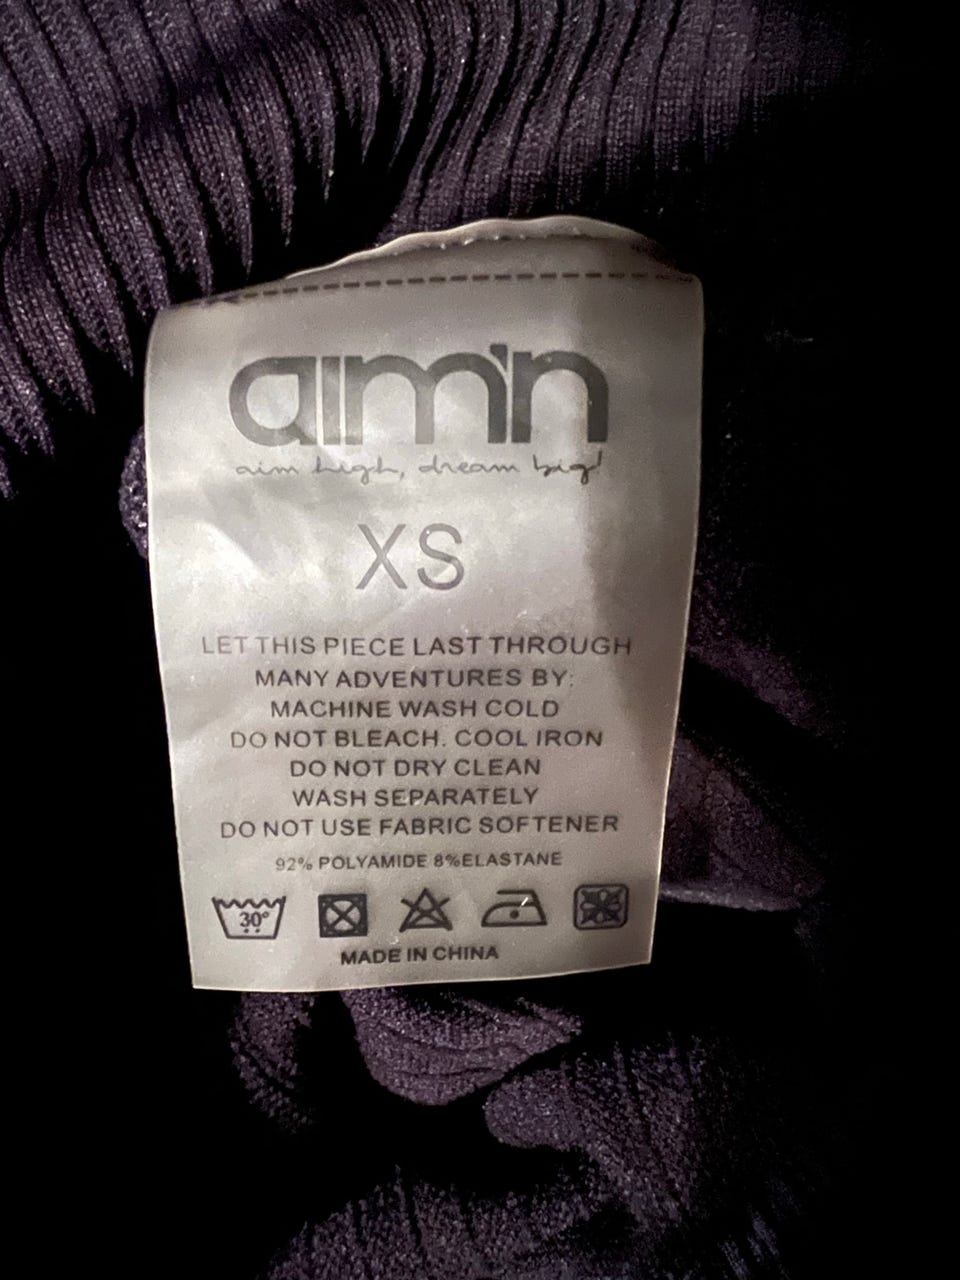 aim'n
aim high, dream big!
XS
LET THIS PIECE LAST THROUGH
MANY ADVENTURES BY:
MACHINE WASH COLD
DO NOT BLEACH. COOL IRON
DO NOT DRY CLEAN
WASH SEPARATELY
DO NOT USE FABRIC SOFTENER
92% POLYAMIDE 8%ELASTANE
30°
MADE IN CHINA